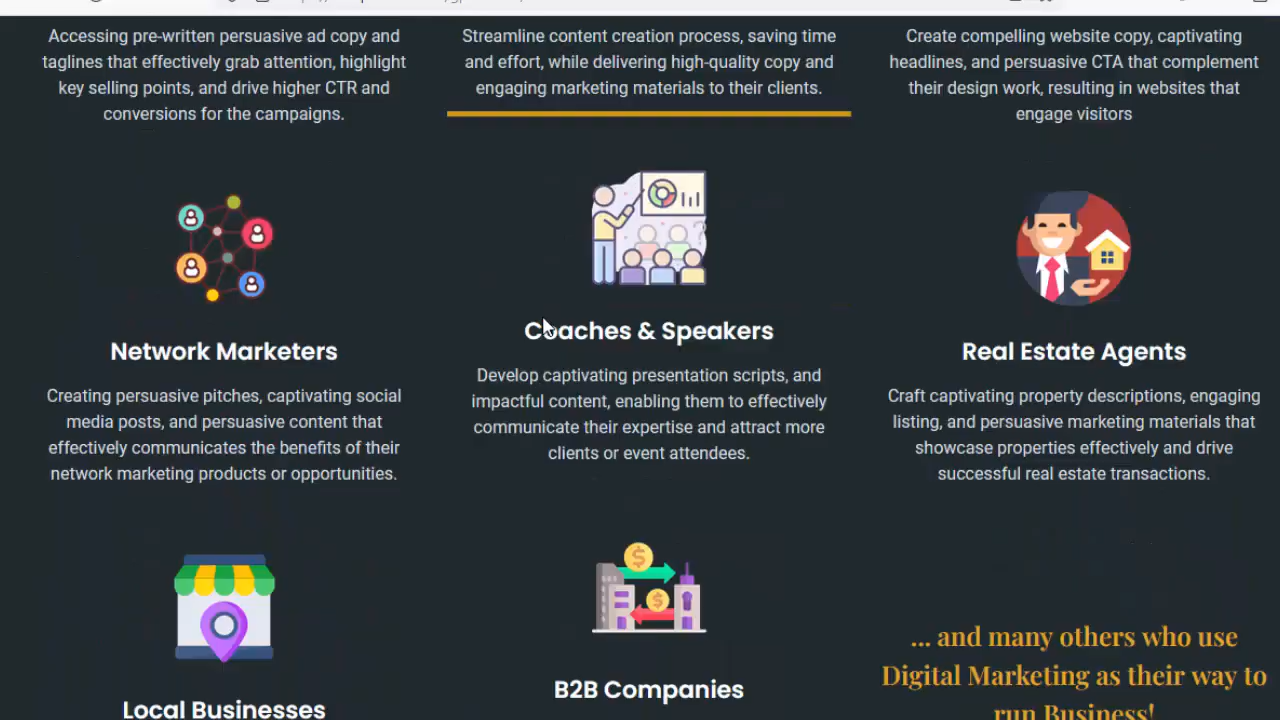 Accessing pre-written persuasive ad copy and
taglines that effectively grab attention, highlight
key selling points, and drive higher CTR and
conversions for the campaigns.
Streamline content creation process, saving time
and effort, while delivering high-quality copy and
engaging marketing materials to their clients.
Create compelling website copy, captivating
headlines, and persuasive CTA that complement
their design work, resulting in websites that
engage visitors
Network Marketers
Creating persuasive pitches, captivating social
media posts, and persuasive content that
effectively communicates the benefits of their
network marketing products or opportunities.
Coaches & Speakers
Develop captivating presentation scripts, and
impactful content, enabling them to effectively
communicate their expertise and attract more
clients or event attendees.
Real Estate Agents
Craft captivating property descriptions, engaging
listing, and persuasive marketing materials that
showcase properties effectively and drive
successful real estate transactions.
Local Businesses
B2B Companies
... and many others who use
Digital Marketing as their way to
run Business!